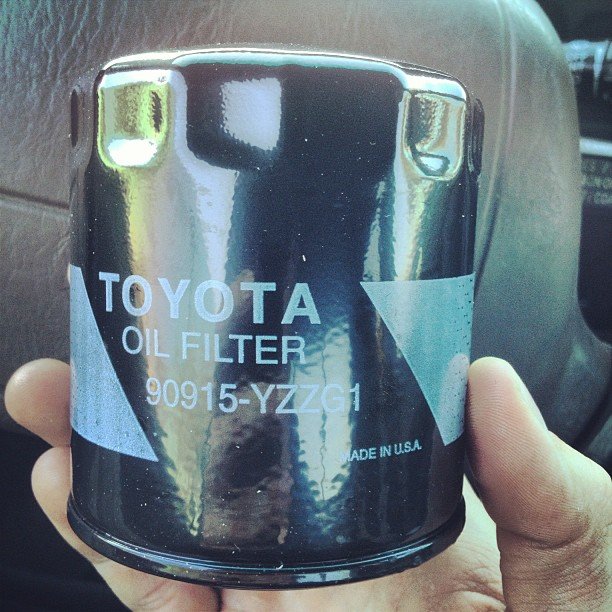 TOYOTA
OIL FILTER
90915-YZZG1
MADE IN U.S.A.